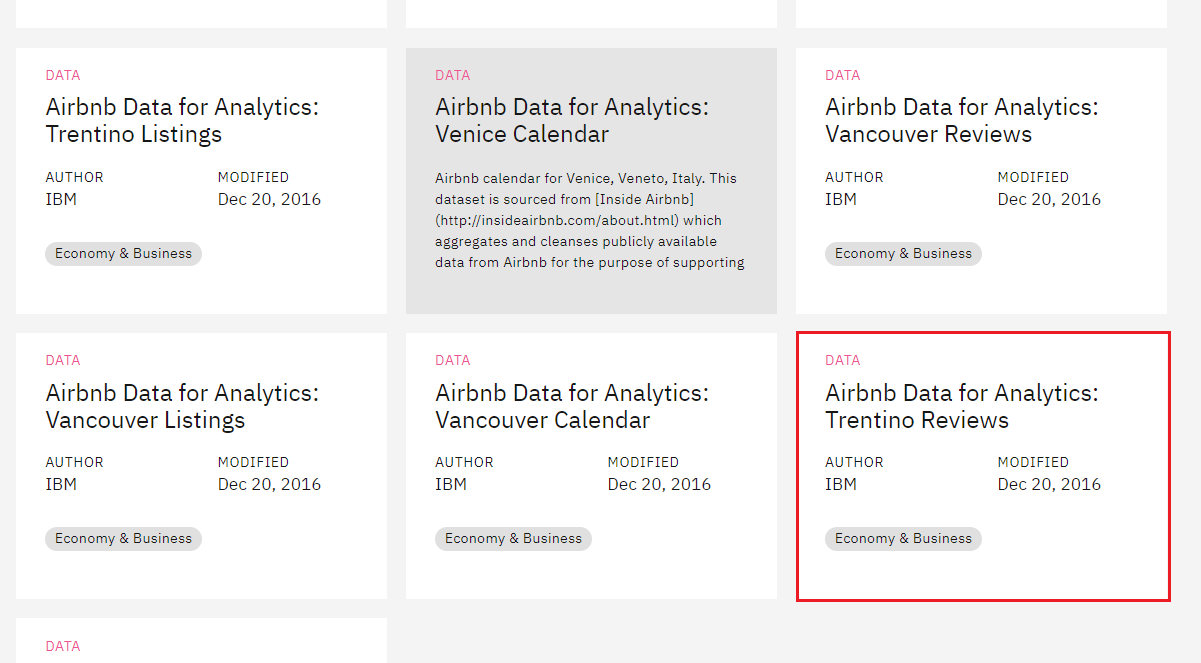 DATA
Airbnb Data for Analytics:
Trentino Listings
AUTHOR
IBM
MODIFIED
Dec 20, 2016
Economy & Business
DATA
Airbnb Data for Analytics:
Venice Calendar
Airbnb calendar for Venice, Veneto, Italy. This
dataset is sourced from [Inside Airbnb]
(http://insideairbnb.com/about.html) which
aggregates and cleanses publicly available
data from Airbnb for the purpose of supporting
DATA
Airbnb Data for Analytics:
Vancouver Reviews
AUTHOR
IBM
MODIFIED
Dec 20, 2016
Economy & Business
DATA
Airbnb Data for Analytics:
Vancouver Listings
AUTHOR
IBM
MODIFIED
Dec 20, 2016
Economy & Business
DATA
Airbnb Data for Analytics:
Vancouver Calendar
AUTHOR
IBM
MODIFIED
Dec 20, 2016
Economy & Business
DATA
Airbnb Data for Analytics:
Trentino Reviews
AUTHOR
IBM
MODIFIED
Dec 20, 2016
Economy & Business
DATA